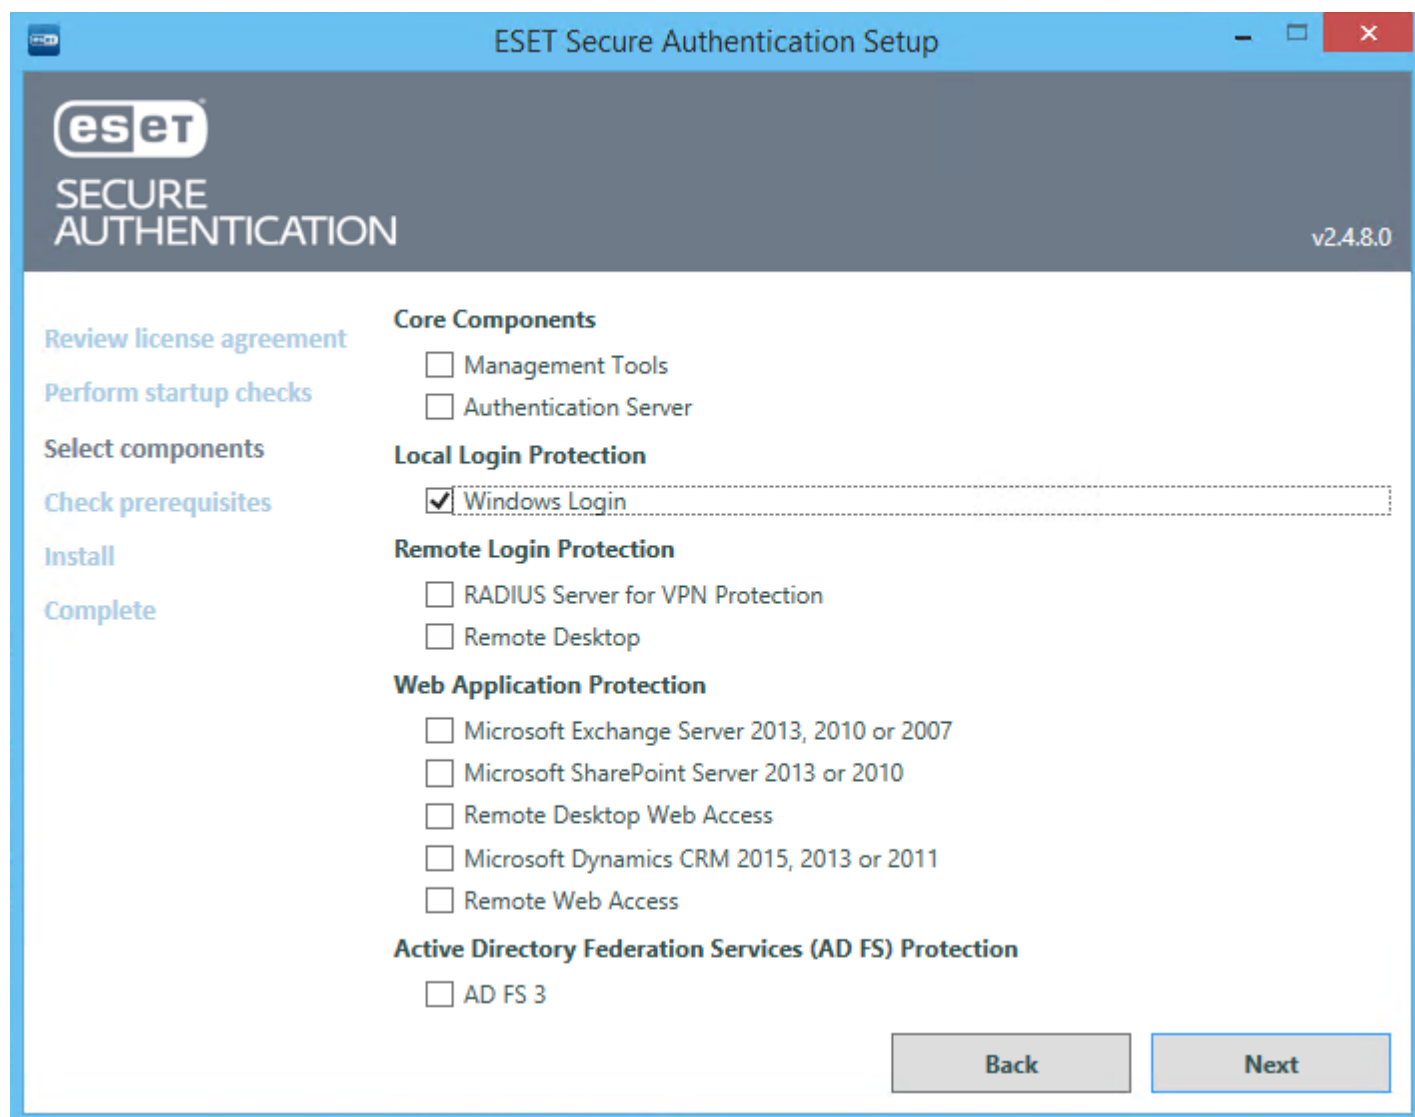 eset
ESET Secure Authentication Setup
eset
SECURE
AUTHENTICATION
v2.4.8.0
Review license agreement
Perform startup checks
Select components
Check prerequisites
Install
Complete
Core Components
Management Tools
Authentication Server
Local Login Protection
Windows Login
Remote Login Protection
RADIUS Server for VPN Protection
Remote Desktop
Web Application Protection
Microsoft Exchange Server 2013, 2010 or 2007
Microsoft SharePoint Server 2013 or 2010
Remote Desktop Web Access
Microsoft Dynamics CRM 2015, 2013 or 2011
Remote Web Access
Active Directory Federation Services (AD FS) Protection
AD FS 3
Back
Next